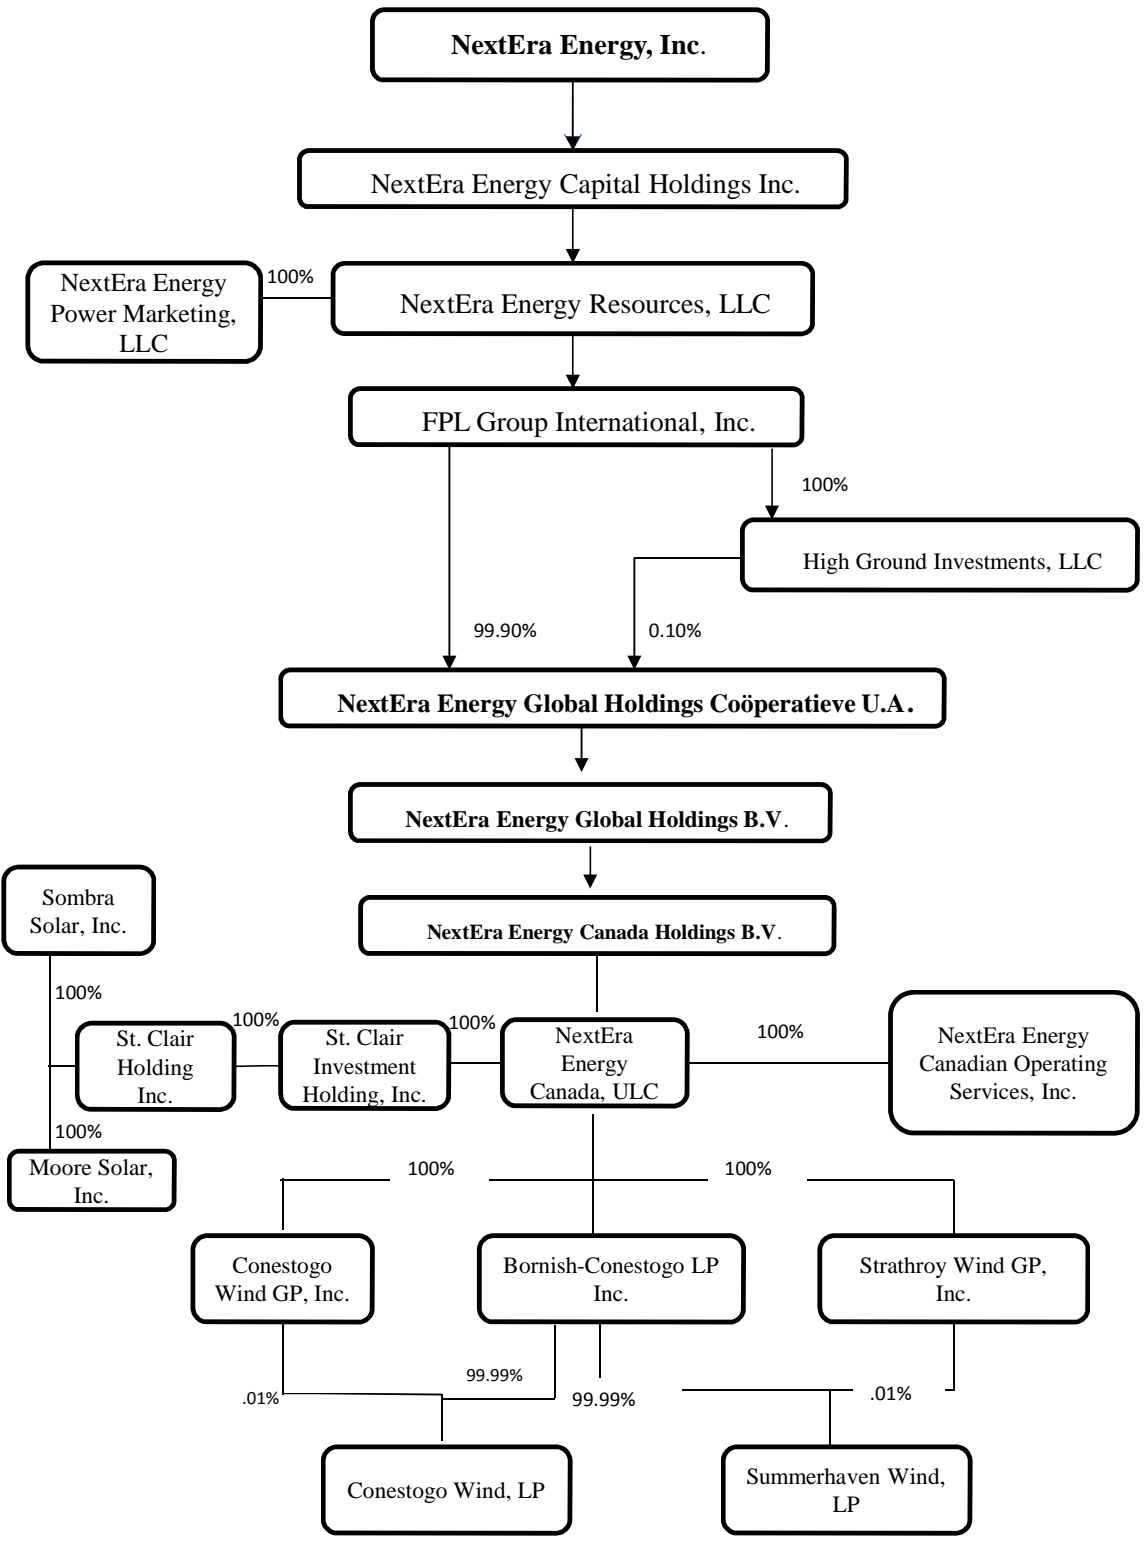 NextEra Energy, Inc.
NextEra Energy Capital Holdings Inc.
NextEra Energy
Power Marketing,
LLC
100%
NextEra Energy Resources, LLC
FPL Group International, Inc.
100%
High Ground Investments, LLC
99.90%
0.10%
NextEra Energy Global Holdings Coöperatieve U.A.
NextEra Energy Global Holdings B.V.
Sombra
Solar, Inc.
NextEra Energy Canada Holdings B.V.
100%
St. Clair
Holding
Inc.
100%
St. Clair
Investment
Holding, Inc.
100%
NextEra
Energy
Canada, ULC
100%
NextEra Energy
Canadian Operating
Services, Inc.
100%
Moore Solar,
Inc.
100%
100%
Conestogo
Wind GP, Inc.
Bornish-Conestogo LP
Inc.
Strathroy Wind GP,
Inc.
.01%
99.99%
99.99%
.01%
Conestogo Wind, LP
Summerhaven Wind,
LP